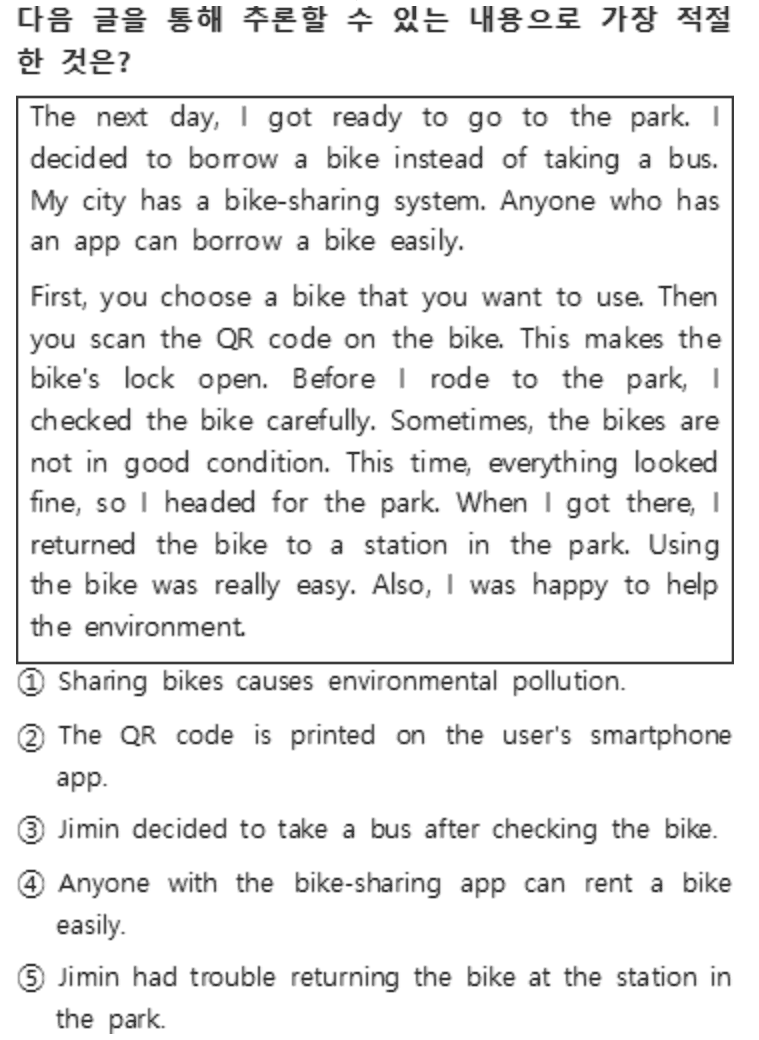 다음 글을 통해 추론할 수 있는 내용으로 가장 적절
한 것은?
The next day, I got ready to go to the park. I
decided to borrow a bike instead of taking a bus.
My city has a bike-sharing system. Anyone who has
an app can borrow a bike easily.
First, you choose a bike that you want to use. Then
you scan the QR code on the bike. This makes the
bike's lock open. Before I rode to the park, I
checked the bike carefully. Sometimes, the bikes are
not in good condition. This time, everything looked
fine, so I headed for the park. When I got there, I
returned the bike to a station in the park. Using
the bike was really easy. Also, I was happy to help
the environment.
① Sharing bikes causes environmental pollution.
② The QR code is printed on the user's smartphone
app.
③ Jimin decided to take a bus after checking the bike.
④ Anyone with the bike-sharing app can rent a bike
easily.
⑤ Jimin had trouble returning the bike at the station in
the park.